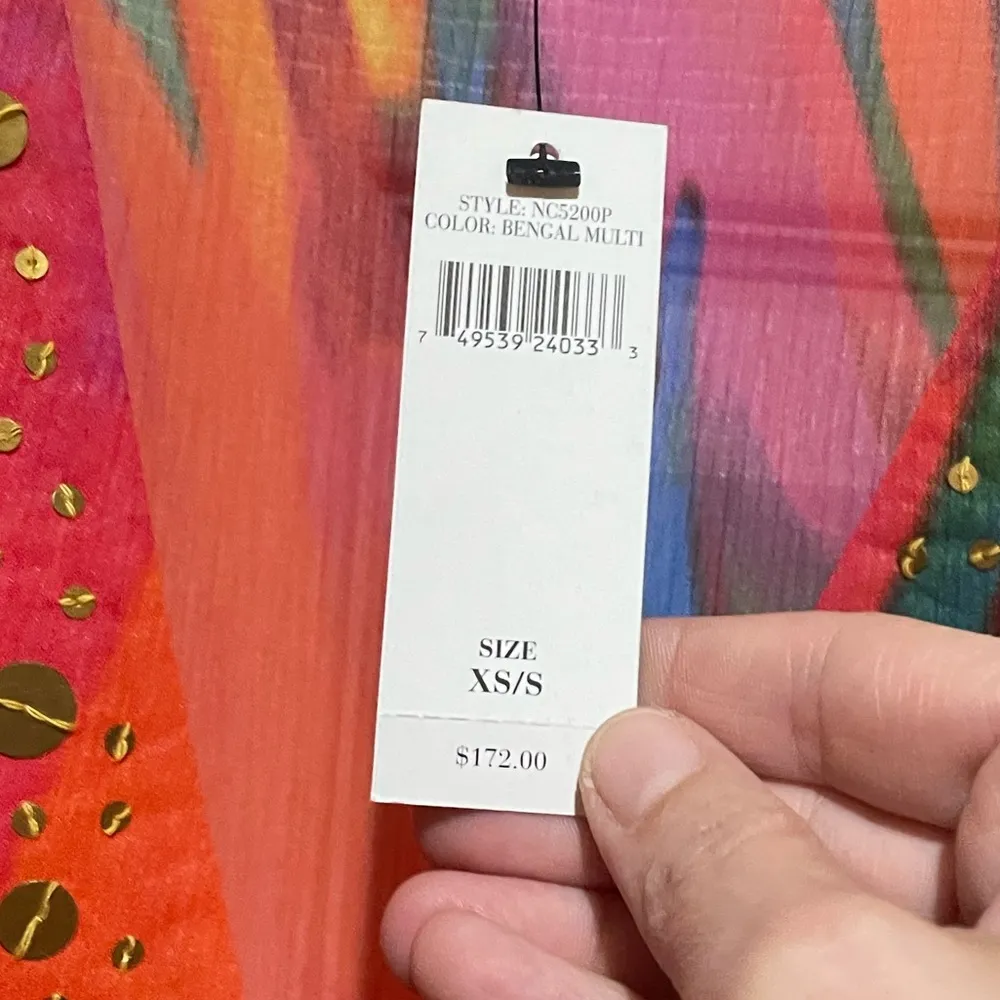 STYLE: NC5200P
COLOR: BENGAL MULTI
7 49539 24033 3
SIZE
XS/S
$172.00